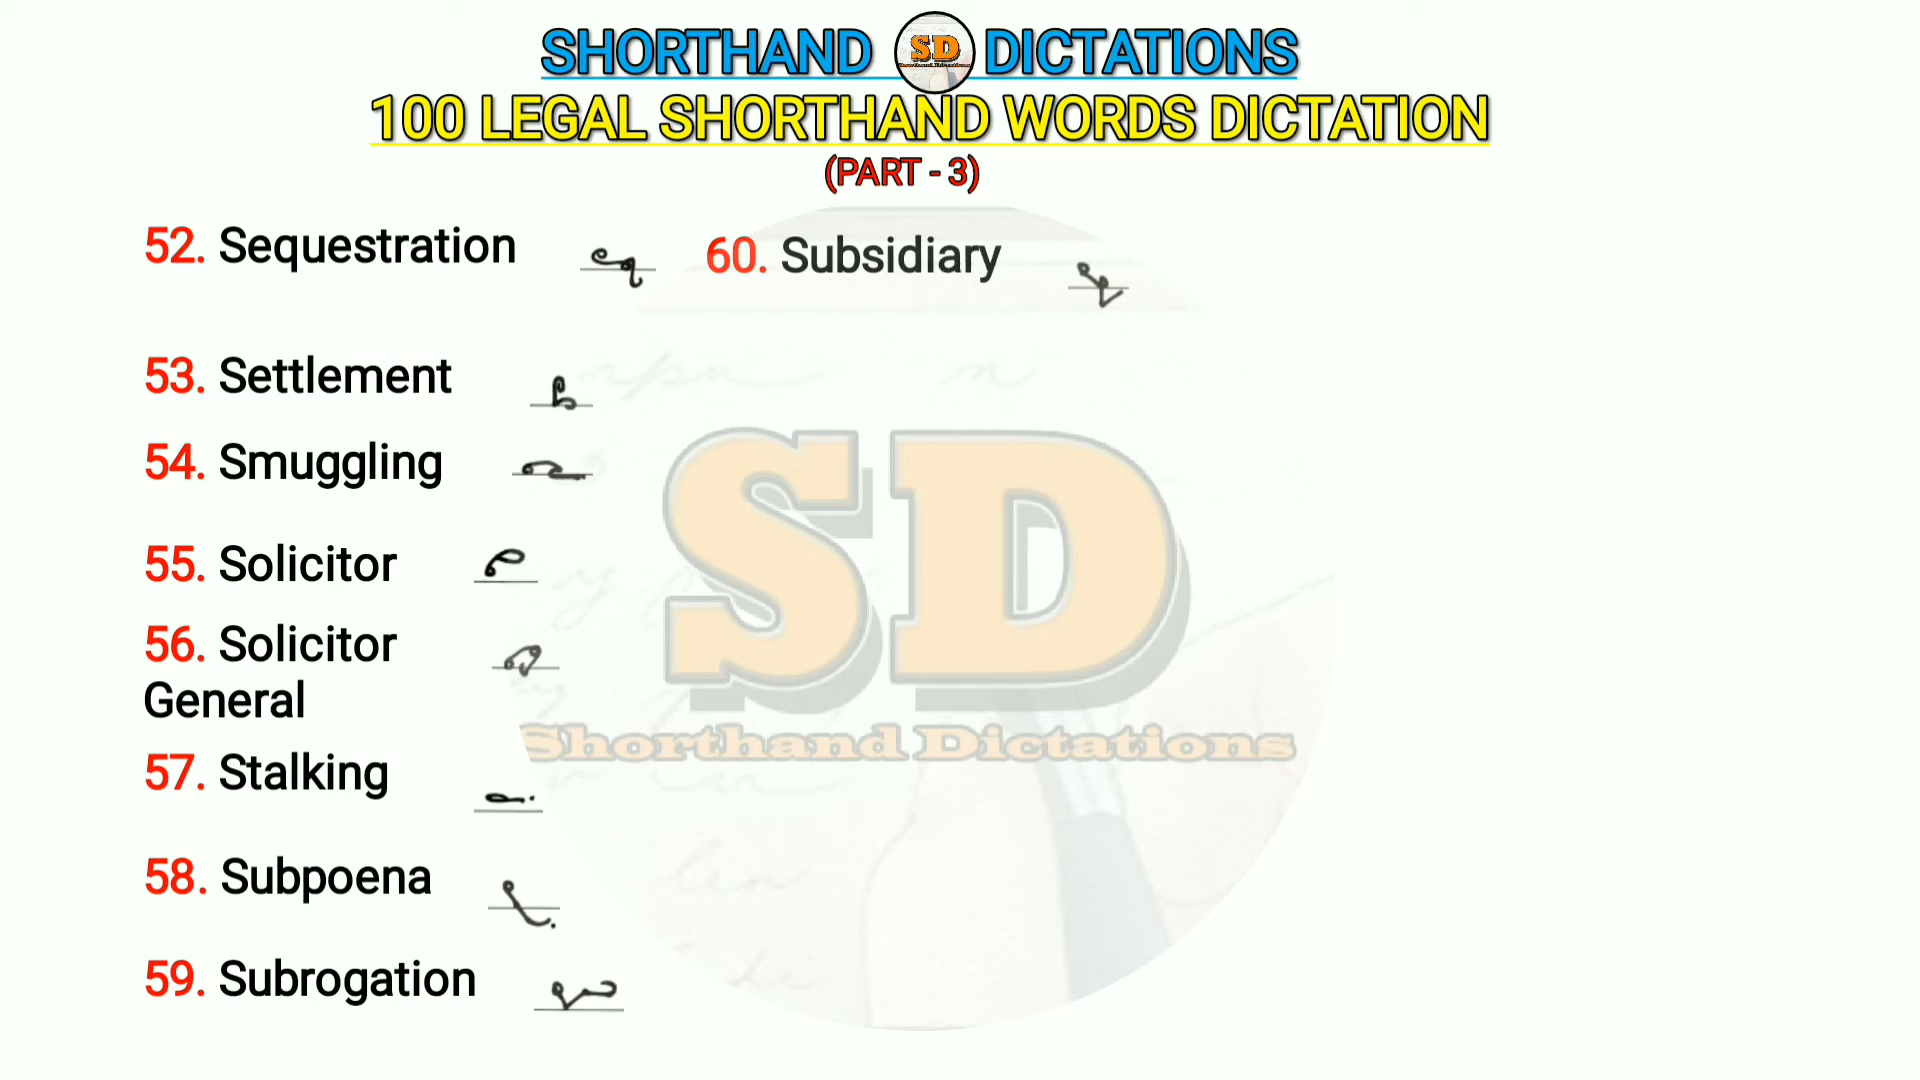 SHORTHAND SD DICTATIONS
100 LEGAL SHORTHAND WORDS DICTATION
(PART - 3)
52. Sequestration
53. Settlement
54. Smuggling
55. Solicitor
56. Solicitor
General
57. Stalking
58. Subpoena
59. Subrogation
60. Subsidiary
SD
Shorthand Dictations